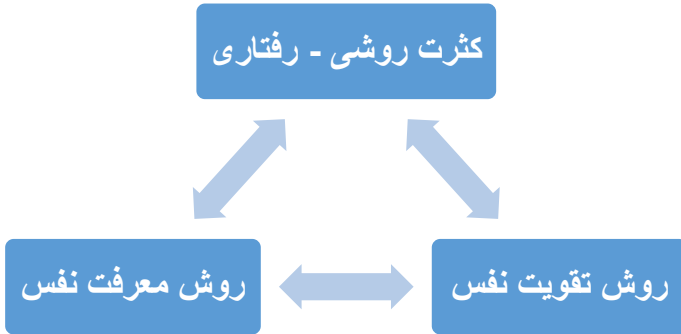 کثرت روشی - رفتاری
روش تقویت نفس
روش معرفت نفس